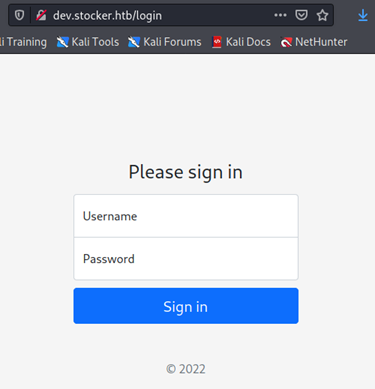 dev.stocker.htb/login
li Training Kali Tools Kali Forums Kali Docs NetHunter
Please sign in
Username
Password
Sign in
© 2022